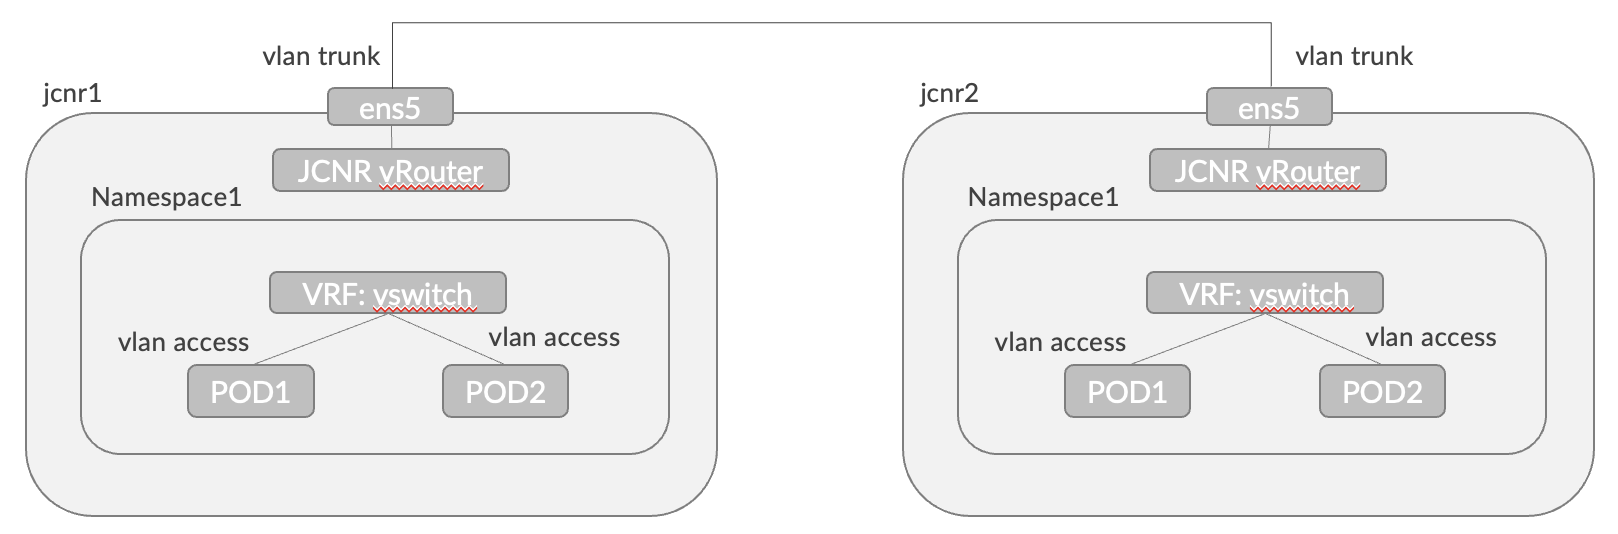 vlan trunk
vlan trunk
jcnr1
jcnr2
ens5
ens5
JCNR vRouter
JCNR vRouter
Namespace1
Namespace1
VRF: vswitch
VRF: vswitch
vlan access
vlan access
vlan access
vlan access
POD1
POD2
POD1
POD2